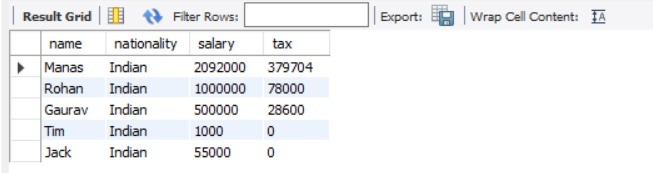 Result Grid Filter Rows: Export: Wrap Cell Content: IA
name nationality salary tax
Manas Indian 2092000 379704
Rohan Indian 1000000 78000
Gaurav Indian 500000 28600
Tim Indian 1000 0
Jack Indian 55000 0